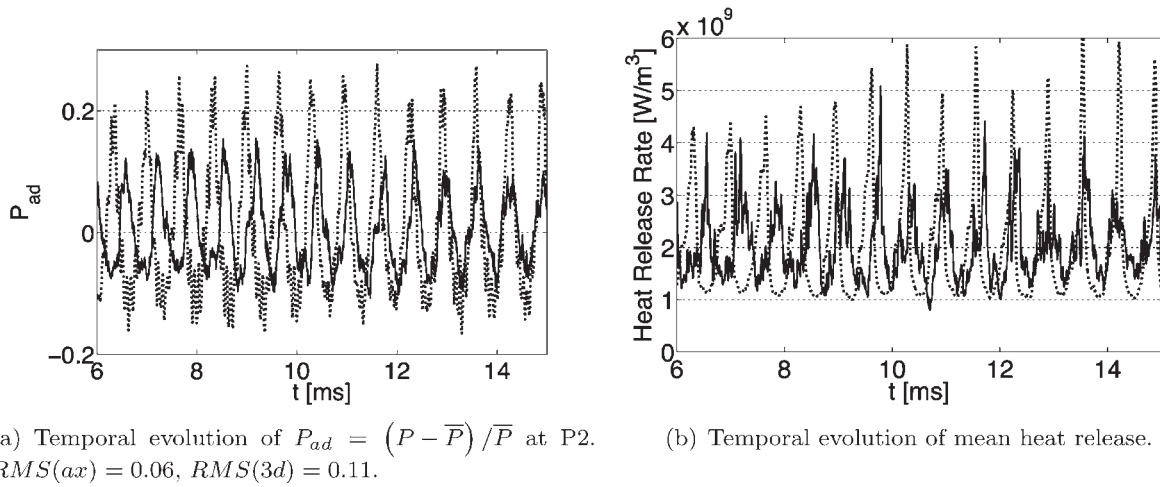 0.2
0
−0.2
P_ad
6 8 10 12 14
t [ms]
6 x 10^9
5
4
3
2
1
0
Heat Release Rate [W/m^3]
6 8 10 12 14
t [ms]
a) Temporal evolution of P_ad = (P − P̅) /P̅ at P2.
RMS(ax) = 0.06, RMS(3d) = 0.11.
(b) Temporal evolution of mean heat release.